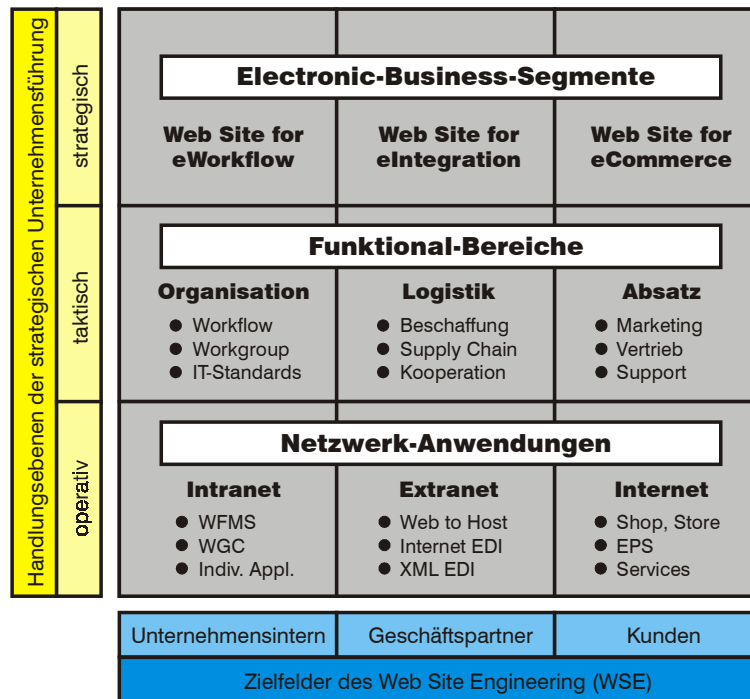 Handlungsebenen der strategischen Unternehmensführung
strategisch
Electronic-Business-Segmente
Web Site for
eWorkflow
Web Site for
eIntegration
Web Site for
eCommerce
taktisch
Funktional-Bereiche
Organisation
● Workflow
● Workgroup
● IT-Standards
Logistik
● Beschaffung
● Supply Chain
● Kooperation
Absatz
● Marketing
● Vertrieb
● Support
operativ
Netzwerk-Anwendungen
Intranet
● WFMS
● WGC
● Indiv. Appl.
Extranet
● Web to Host
● Internet EDI
● XML EDI
Internet
● Shop, Store
● EPS
● Services
Unternehmensintern
Geschäftspartner
Kunden
Zielfelder des Web Site Engineering (WSE)